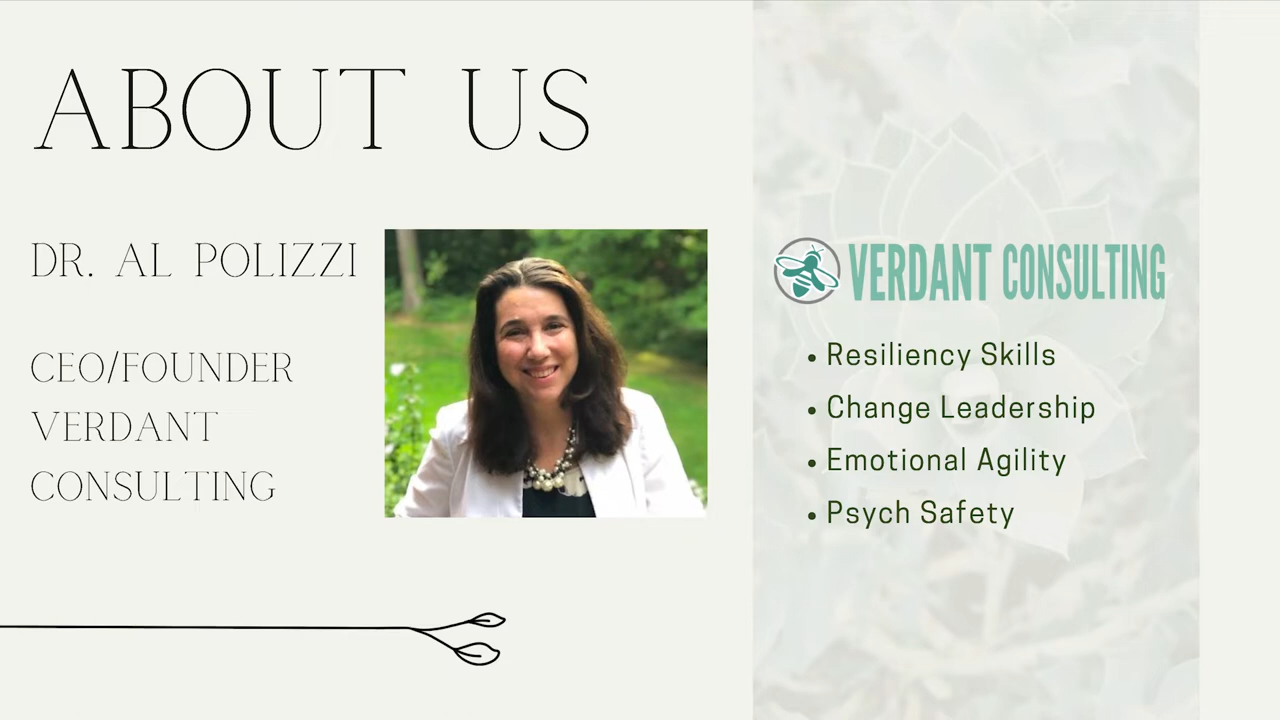 ABOUT US
DR. AL POLIZZI
CEO/FOUNDER
VERDANT
CONSULTING
VERDANT CONSULTING
• Resiliency Skills
• Change Leadership
• Emotional Agility
• Psych Safety